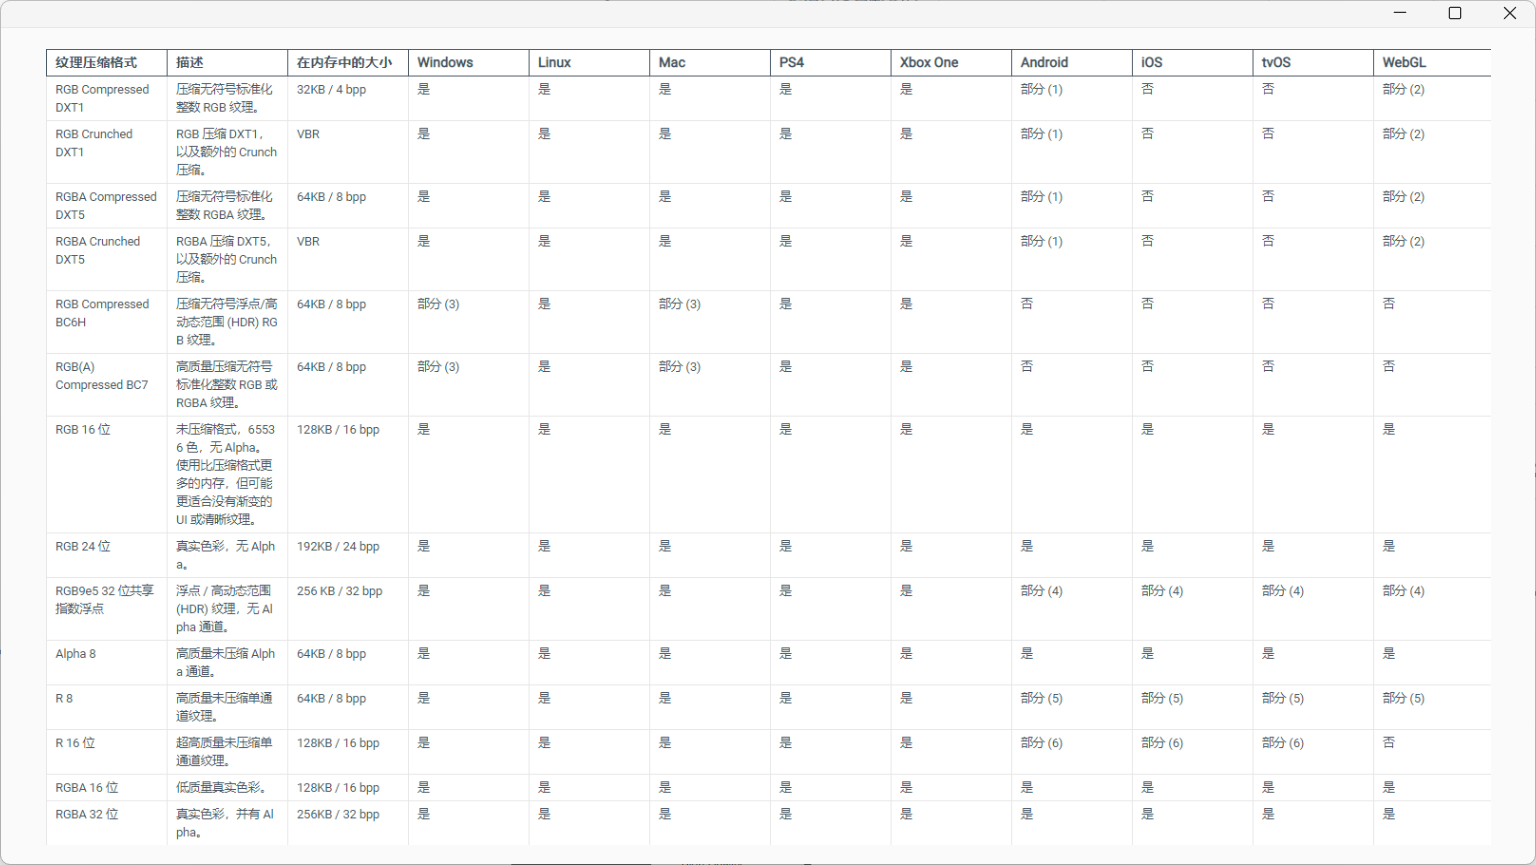 纹理压缩格式 描述 在内存中的大小 Windows Linux Mac PS4 Xbox One Android iOS tvOS WebGL
RGB Compressed 压缩无符号标准化 32KB / 4 bpp 是 是 是 是 是 部分 (1) 否 否 部分 (2)
DXT1 整数 RGB 纹理。
RGB Crunched RGB 压缩 DXT1， VBR 是 是 是 是 是 部分 (1) 否 否 部分 (2)
DXT1 以及额外的 Crunch
压缩。
RGBA Compressed 压缩无符号标准化 64KB / 8 bpp 是 是 是 是 是 部分 (1) 否 否 部分 (2)
DXT5 整数 RGBA 纹理。
RGBA Crunched RGBA 压缩 DXT5， VBR 是 是 是 是 是 部分 (1) 否 否 部分 (2)
DXT5 以及额外的 Crunch
压缩。
RGB Compressed 压缩无符号浮点/高 64KB / 8 bpp 部分 (3) 是 部分 (3) 是 是 否 否 否 否
BC6H 动态范围 (HDR) RG
B 纹理。
RGB(A) 高质量压缩无符号 64KB / 8 bpp 部分 (3) 是 部分 (3) 是 是 否 否 否 否
Compressed BC7 标准化整数 RGB 或
RGBA 纹理。
RGB 16 位 未压缩格式，6553 128KB / 16 bpp 是 是 是 是 是 是 是 是 是
6 色，无 Alpha。
使用比压缩格式更
多的内存，但可能
更适合没有渐变的
UI 或清晰纹理。
RGB 24 位 真实色彩，无 Alph 192KB / 24 bpp 是 是 是 是 是 是 是 是 是
a。
RGB9e5 32 位共享 浮点 / 高动态范围 256 KB / 32 bpp 是 是 是 是 是 部分 (4) 部分 (4) 部分 (4) 部分 (4)
指数浮点 (HDR) 纹理，无 Al
pha 通道。
Alpha 8 高质量未压缩 Alph 64KB / 8 bpp 是 是 是 是 是 是 是 是 是
a 通道。
R 8 高质量未压缩单通 64KB / 8 bpp 是 是 是 是 是 部分 (5) 部分 (5) 部分 (5) 部分 (5)
道纹理。
R 16 位 超高质量未压缩单 128KB / 16 bpp 是 是 是 是 是 部分 (6) 部分 (6) 部分 (6) 否
通道纹理。
RGBA 16 位 低质量真实色彩。 128KB / 16 bpp 是 是 是 是 是 是 是 是 是
RGBA 32 位 真实色彩，并有 Al 256KB / 32 bpp 是 是 是 是 是 是 是 是 是
pha。